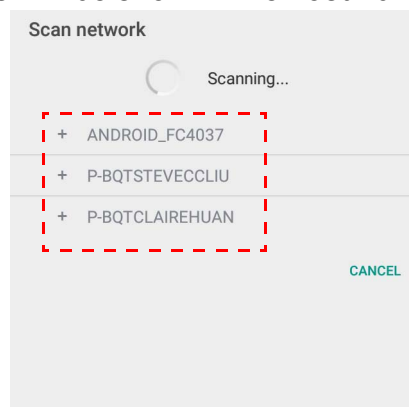 Scan network
Scanning...
+ ANDROID_FC4037
+ P-BQTSTEVECCLIU
+ P-BQTCLAIREHUAN
CANCEL